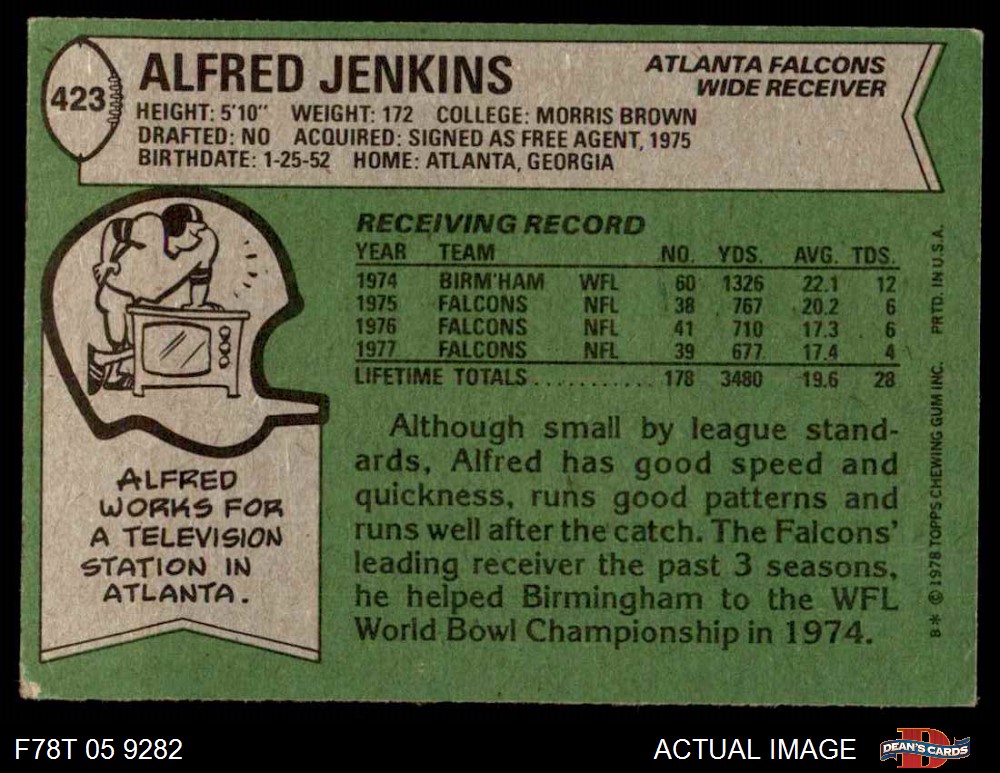 423
ALFRED JENKINS
ATLANTA FALCONS
WIDE RECEIVER
HEIGHT: 5'10" WEIGHT: 172 COLLEGE: MORRIS BROWN
DRAFTED: NO ACQUIRED: SIGNED AS FREE AGENT, 1975
BIRTHDATE: 1-25-52 HOME: ATLANTA, GEORGIA
RECEIVING RECORD
YEAR TEAM NO. YDS. AVG. TDS.
1974 BIRM'HAM WFL 60 1326 22.1 12
1975 FALCONS NFL 38 767 20.2 6
1976 FALCONS NFL 41 710 17.3 6
1977 FALCONS NFL 39 677 17.4 4
LIFETIME TOTALS........... 178 3480 19.6 28
Although small by league stand-
ards, Alfred has good speed and
quickness, runs good patterns and
runs well after the catch. The Falcons'
leading receiver the past 3 seasons,
he helped Birmingham to the WFL
World Bowl Championship in 1974.
ALFRED
WORKS FOR
A TELEVISION
STATION IN
ATLANTA.
B* © 1978 TOPPS CHEWING GUM INC. PRTD. IN U.S.A.
F78T 05 9282
ACTUAL IMAGE
D
DEAN'S CARDS